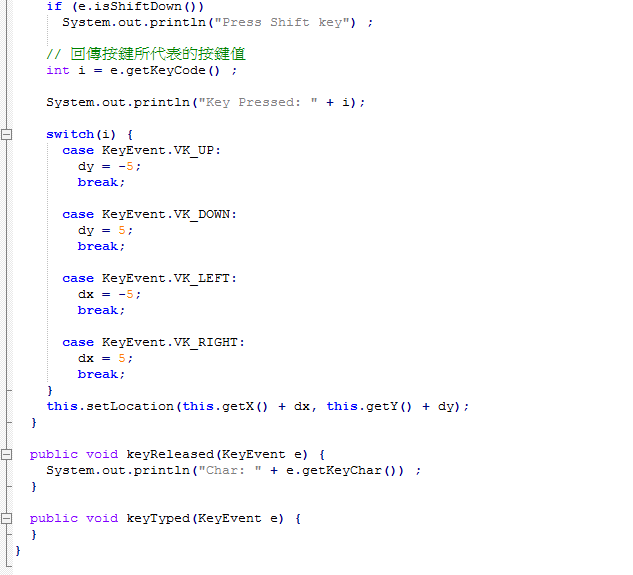 if (e.isShiftDown())
System.out.println("Press Shift key") ;
// 回傳按鍵所代表的按鍵值
int i = e.getKeyCode() ;
System.out.println("Key Pressed: " + i);
switch(i) {
case KeyEvent.VK_UP:
dy = -5;
break;
case KeyEvent.VK_DOWN:
dy = 5;
break;
case KeyEvent.VK_LEFT:
dx = -5;
break;
case KeyEvent.VK_RIGHT:
dx = 5;
break;
}
this.setLocation(this.getX() + dx, this.getY() + dy);
}
public void keyReleased(KeyEvent e) {
System.out.println("Char: " + e.getKeyChar()) ;
}
public void keyTyped(KeyEvent e) {
}
}